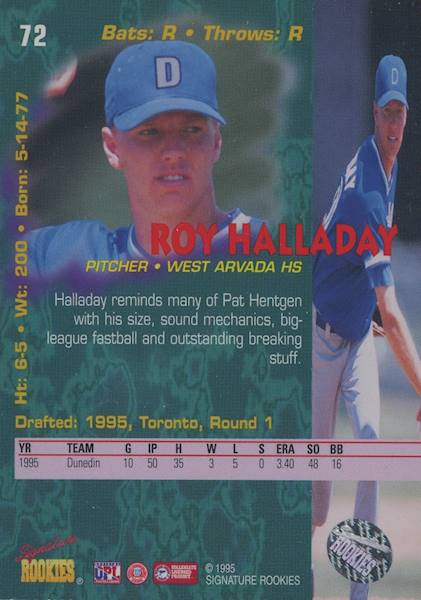 72
Bats: R • Throws: R
Ht: 6-5 • Wt: 200 • Born: 5-14-77
D
D
ROY HALLADAY
PITCHER • WEST ARVADA HS
Halladay reminds many of Pat Hentgen
with his size, sound mechanics, big-
league fastball and outstanding breaking
stuff.
Drafted: 1995, Toronto, Round 1
YR TEAM G IP H W L S ERA SO BB
1995 Dunedin 10 50 35 3 5 0 3.40 48 16
Signature
ROOKIES
© 1995
SIGNATURE ROOKIES
ROOKIES